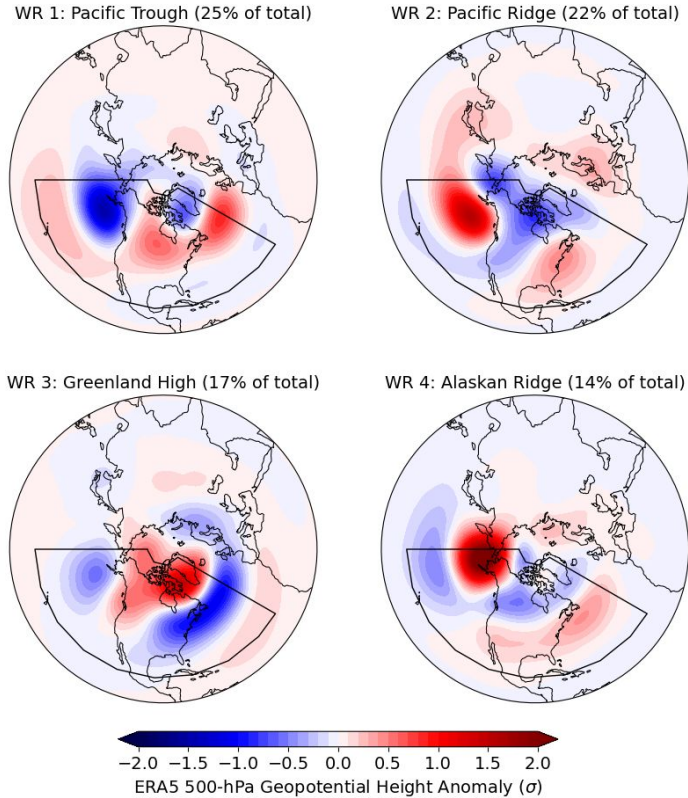 WR 1: Pacific Trough (25% of total)
WR 2: Pacific Ridge (22% of total)
WR 3: Greenland High (17% of total)
WR 4: Alaskan Ridge (14% of total)
−2.0 −1.5 −1.0 −0.5 0.0 0.5 1.0 1.5 2.0
ERA5 500-hPa Geopotential Height Anomaly (σ)